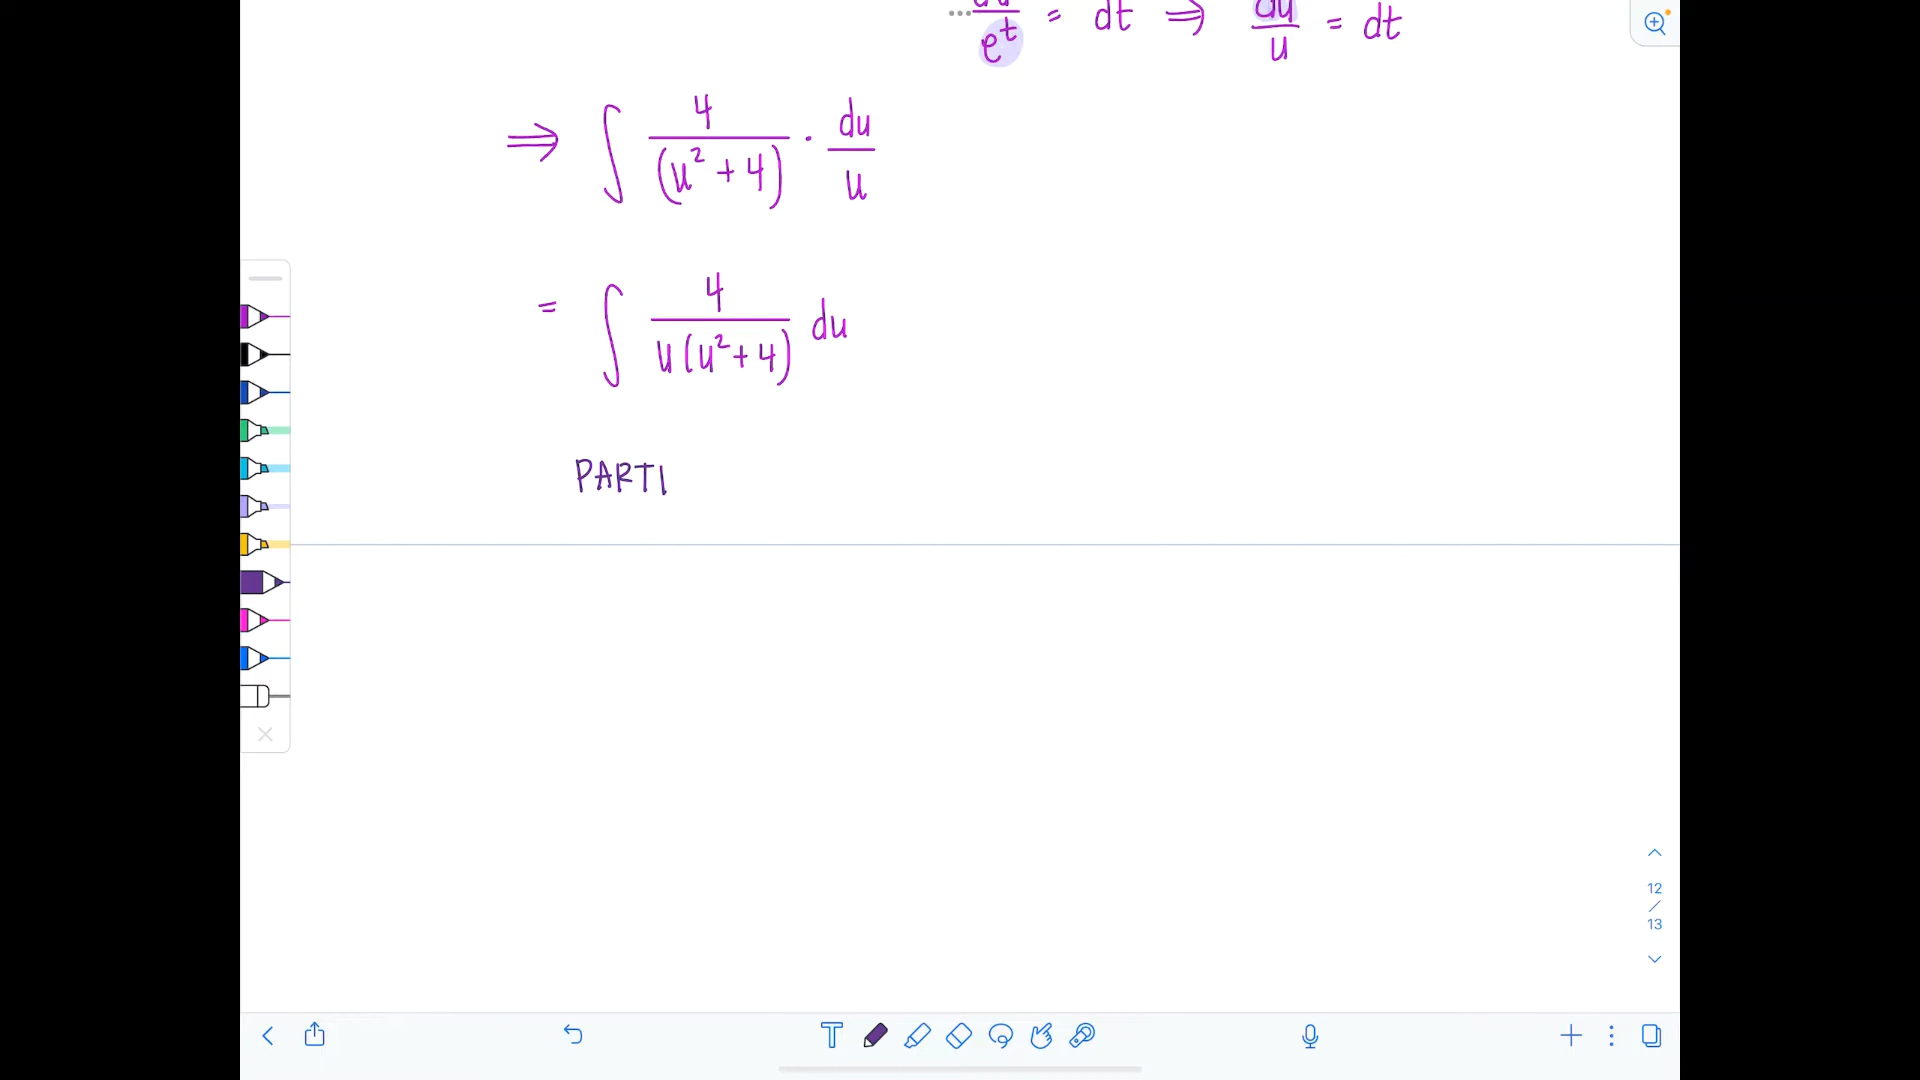 du/e^t = dt ⇒ du/u = dt
⇒ ∫ 4/(u² + 4) · du/u
= ∫ 4/u(u² + 4) du
PARTI
12
/
13
T